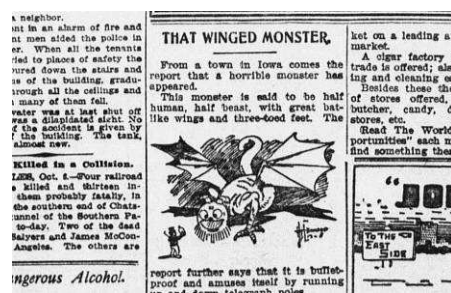 a neighbor.
nt in an alarm of fire and
nt men aided the police in
er. When all the tenants
ried to places of safety the
oured down the stairs and
s of the building, gradu-
hrough all the ceilings and
many of them fell.
water was at last shut off
was a dilapidated sight. No
f the accident is given by
f the building. The tank,
almost new.
Killed in a Collision.
LES, Oct. 6.—Four railroad
killed and thirteen in-
them probably fatally, in
the southern end of Chats-
unnel of the Southern Pa-
to-day. Two of the dead
Salyers and James McCon-
Angeles. The others are
ngerous Alcohol.
THAT WINGED MONSTER.
From a town in Iowa comes the
report that a horrible monster has
appeared.
This monster is said to be half
human, half beast, with great bat-
like wings and three-toed feet. The
report further says that it is bullet-
proof and amuses itself by running
up and down telegraph poles.
ket on a leading a
market.
A cigar factory
trade is offered; als
ing and cleaning e
Besides these th
of stores offered,
butcher, candy, d
stores, etc.
(Read The World
portunities" each m
find something the
TO THE
EAST
SIDE